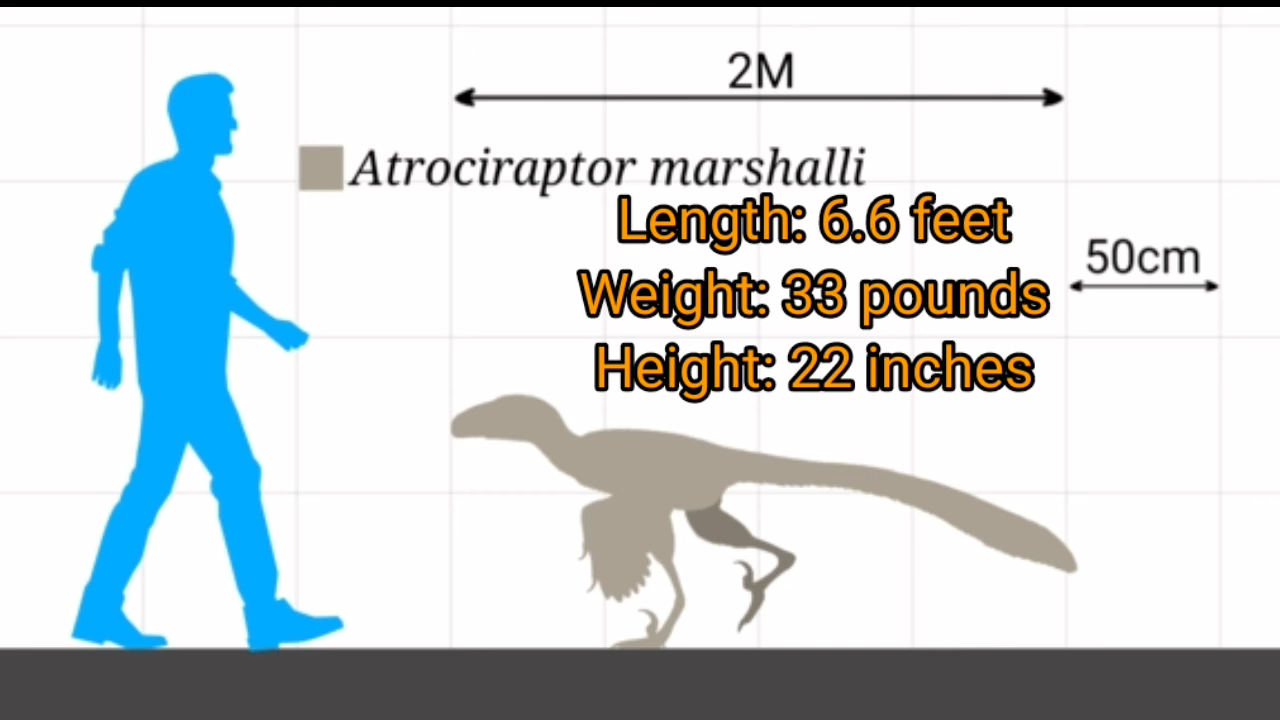 2M
Atrociraptor marshalli
Length: 6.6 feet
50cm
Weight: 33 pounds
Height: 22 inches